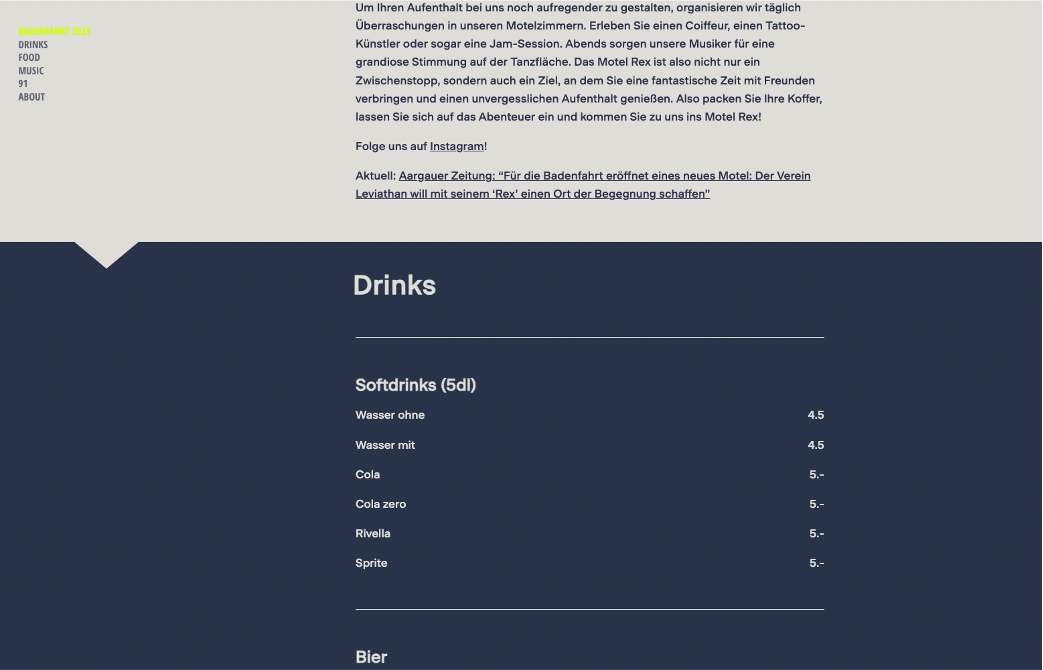 BADENFAHRT 2023
DRINKS
FOOD
MUSIC
91
ABOUT
Um Ihren Aufenthalt bei uns noch aufregender zu gestalten, organisieren wir täglich
Überraschungen in unseren Motelzimmern. Erleben Sie einen Coiffeur, einen Tattoo-
Künstler oder sogar eine Jam-Session. Abends sorgen unsere Musiker für eine
grandiose Stimmung auf der Tanzfläche. Das Motel Rex ist also nicht nur ein
Zwischenstopp, sondern auch ein Ziel, an dem Sie eine fantastische Zeit mit Freunden
verbringen und einen unvergesslichen Aufenthalt genießen. Also packen Sie Ihre Koffer,
lassen Sie sich auf das Abenteuer ein und kommen Sie zu uns ins Motel Rex!
Folge uns auf Instagram!
Aktuell: Aargauer Zeitung: “Für die Badenfahrt eröffnet eines neues Motel: Der Verein
Leviathan will mit seinem ‘Rex’ einen Ort der Begegnung schaffen”
Drinks
Softdrinks (5dl)
Wasser ohne 4.5
Wasser mit 4.5
Cola 5.-
Cola zero 5.-
Rivella 5.-
Sprite 5.-
Bier